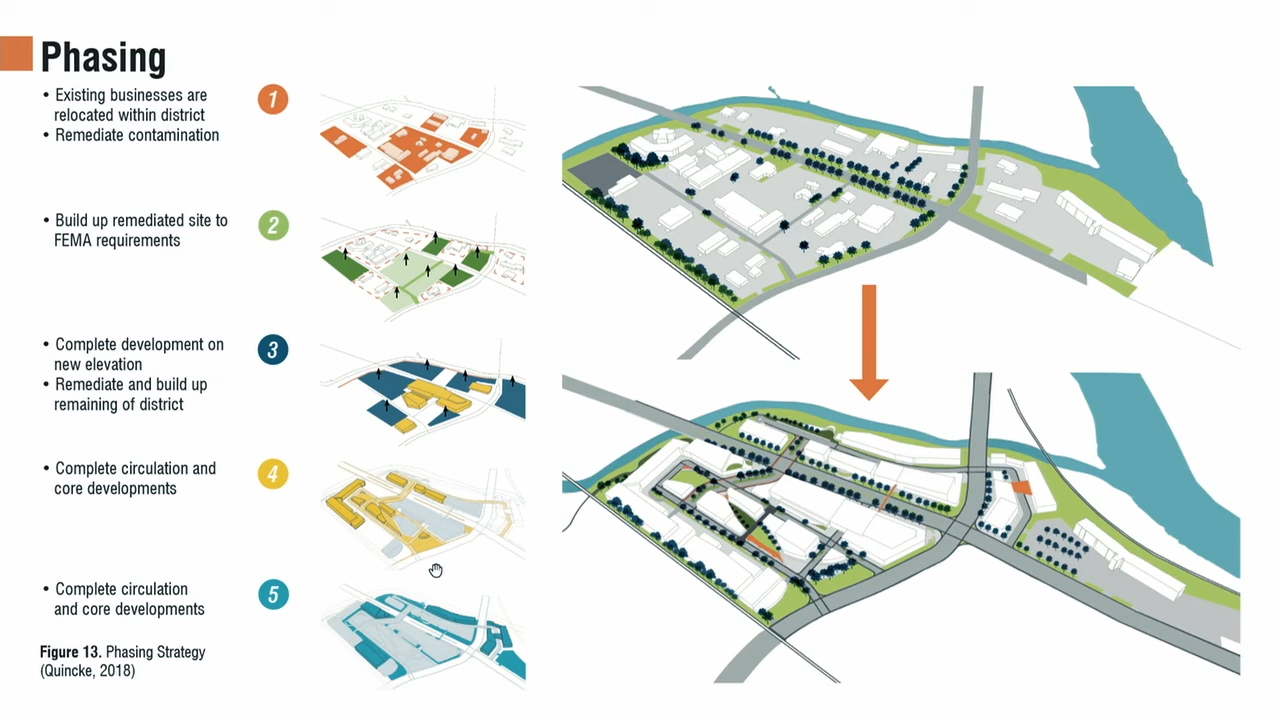 Phasing
• Existing businesses are
relocated within district
• Remediate contamination
1
• Build up remediated site to
FEMA requirements
2
• Complete development on
new elevation
• Remediate and build up
remaining of district
3
• Complete circulation and
core developments
4
• Complete circulation
and core developments
5
Figure 13. Phasing Strategy
(Quincke, 2018)